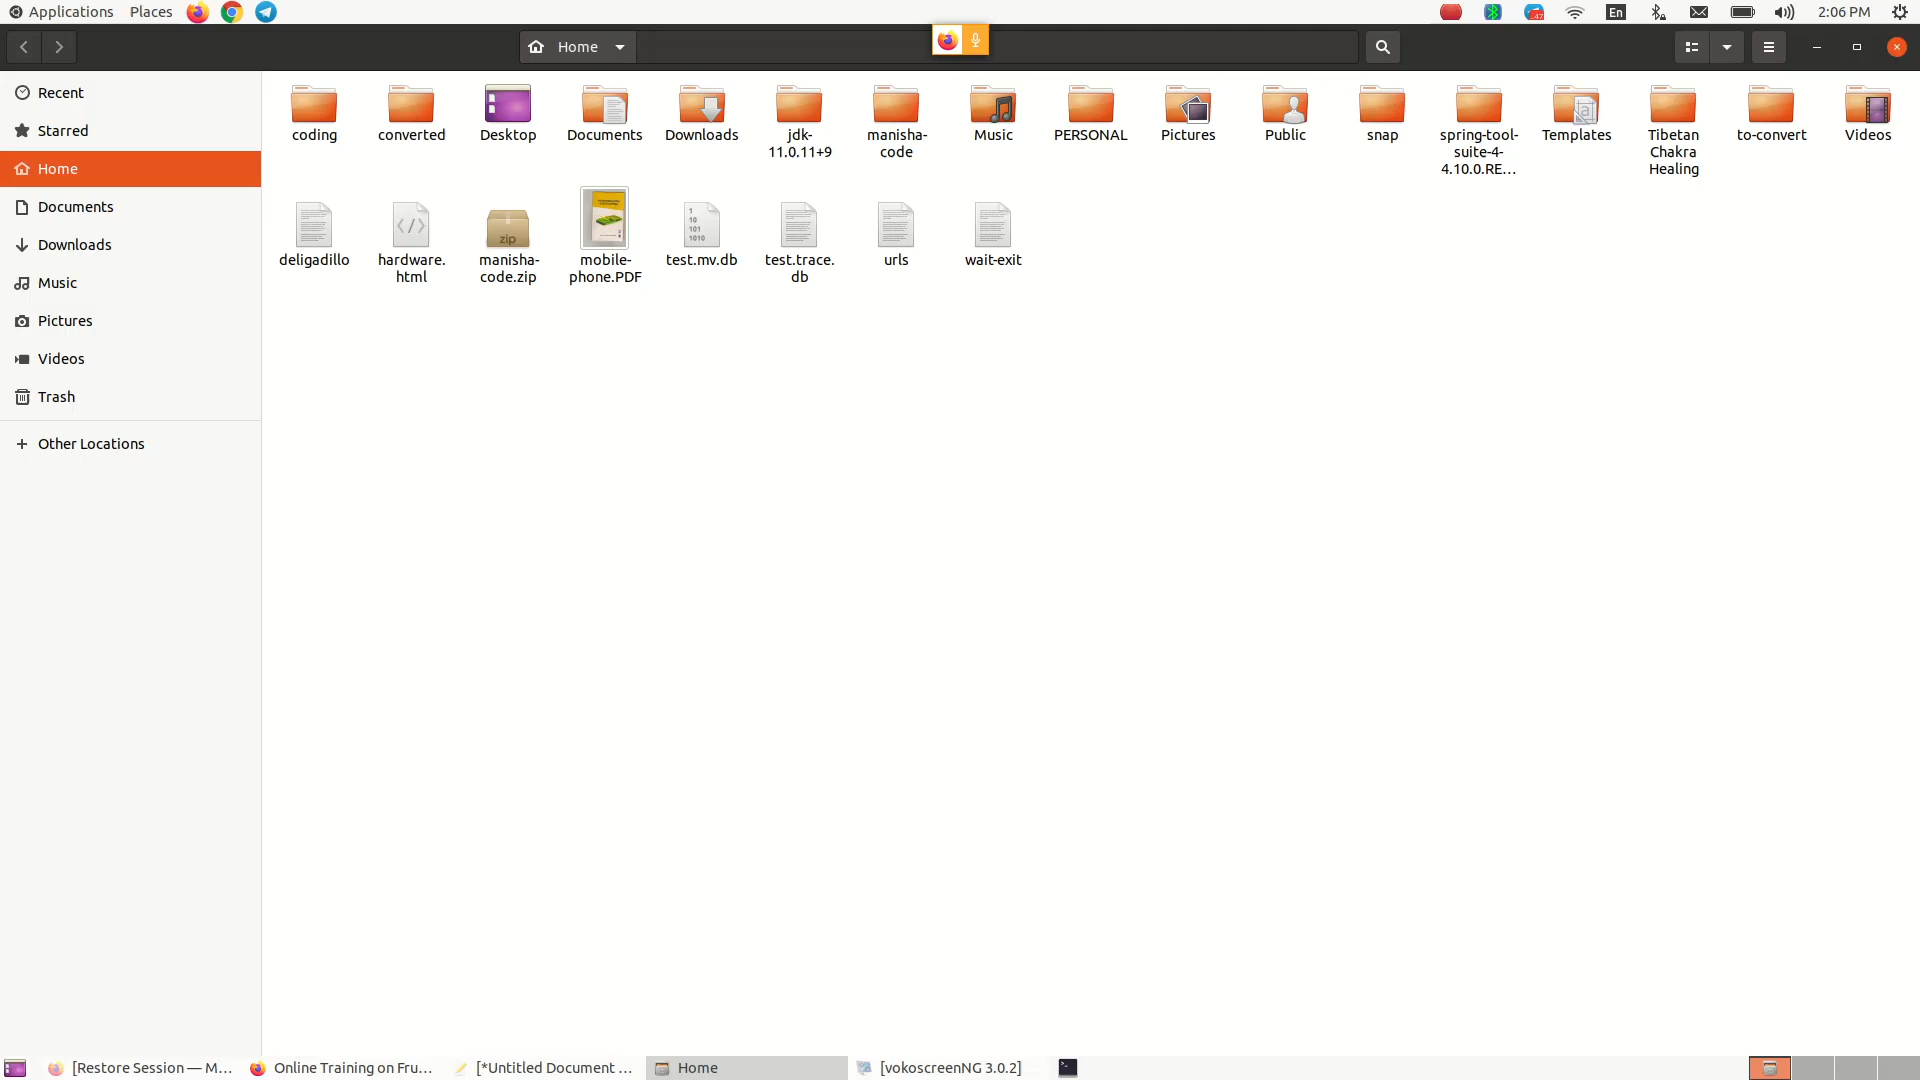 Applications Places En 2:06 PM
Home
Recent
Starred
Home
Documents
Downloads
Music
Pictures
Videos
Trash
Other Locations
coding converted Desktop Documents Downloads jdk-11.0.11+9 manisha-code Music PERSONAL Pictures Public snap spring-tool-suite-4-4.10.0.RE… Templates Tibetan Chakra Healing to-convert Videos
deligadillo hardware.html manisha-code.zip mobile-phone.PDF test.mv.db test.trace.db urls wait-exit
[Restore Session — M… Online Training on Fru… [*Untitled Document … Home [vokoscreenNG 3.0.2]